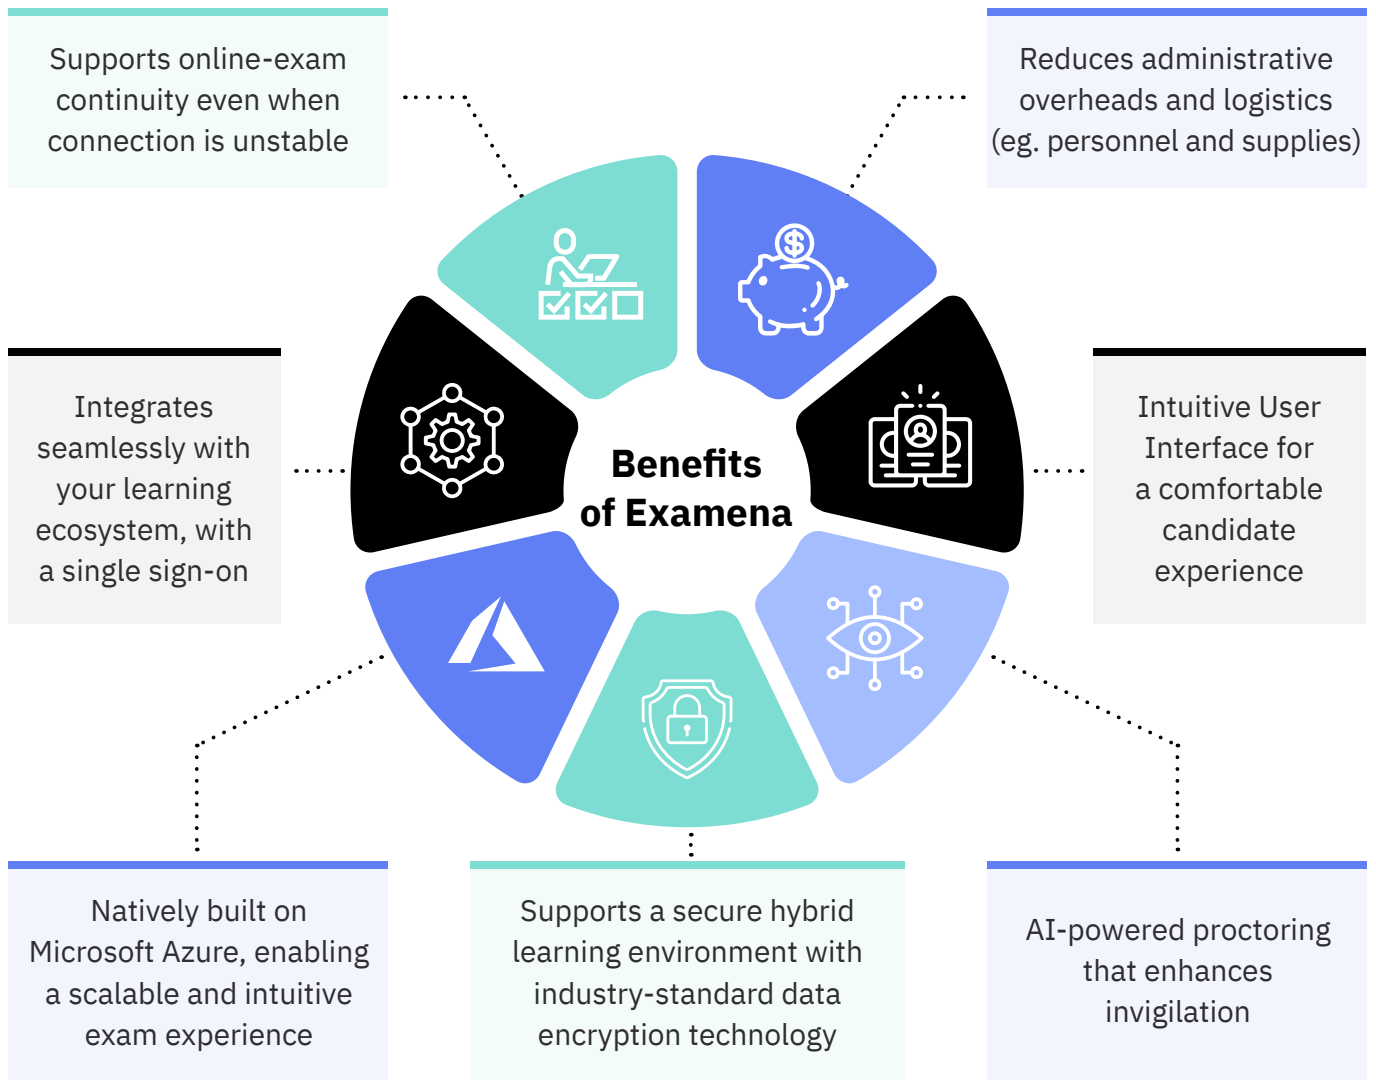 Supports online-exam
continuity even when
connection is unstable
Reduces administrative
overheads and logistics
(eg. personnel and supplies)
$
Integrates
seamlessly with
your learning
ecosystem, with
a single sign-on
Benefits
of Examena
Intuitive User
Interface for
a comfortable
candidate
experience
Natively built on
Microsoft Azure, enabling
a scalable and intuitive
exam experience
Supports a secure hybrid
learning environment with
industry-standard data
encryption technology
AI-powered proctoring
that enhances
invigilation